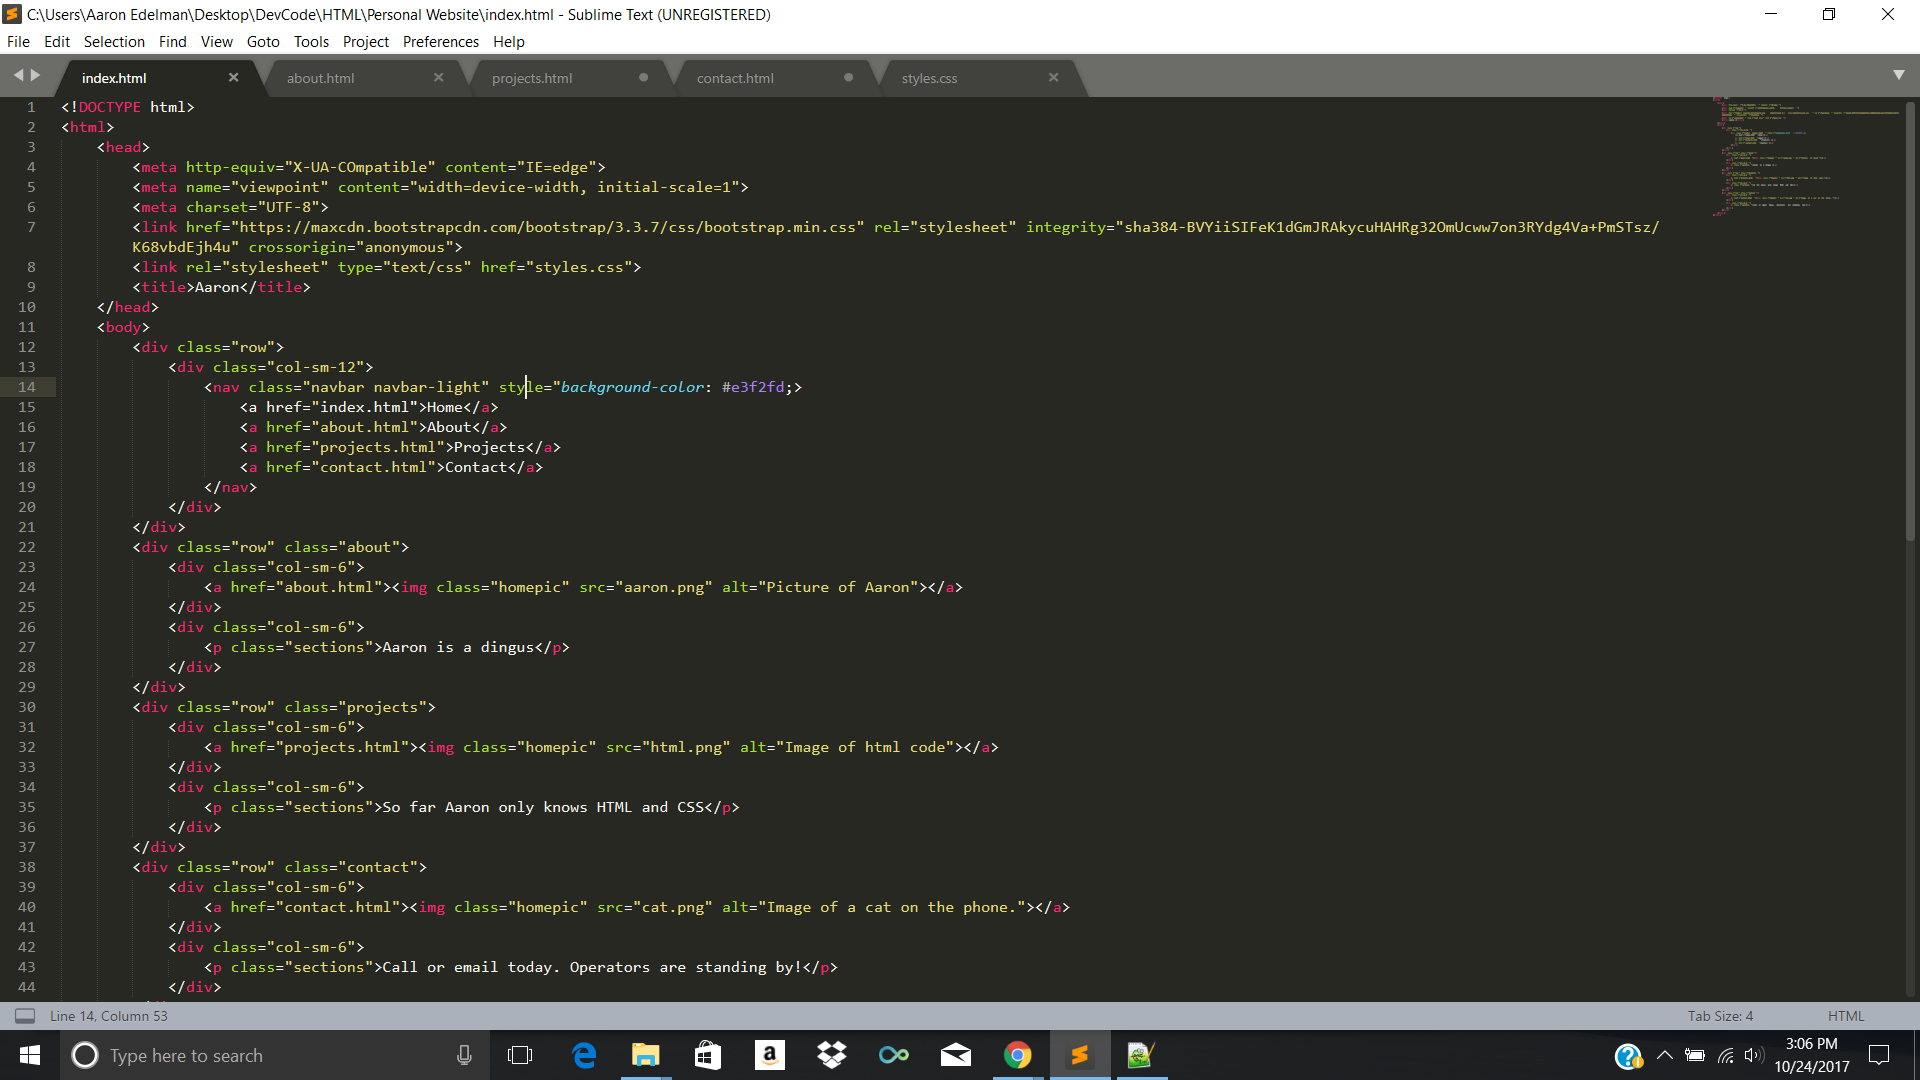 C:\Users\Aaron Edelman\Desktop\DevCode\HTML\Personal Website\index.html - Sublime Text (UNREGISTERED)
File Edit Selection Find View Goto Tools Project Preferences Help
index.html about.html projects.html contact.html styles.css
1 <!DOCTYPE html>
2 <html>
3 <head>
4 <meta http-equiv="X-UA-COmpatible" content="IE=edge">
5 <meta name="viewpoint" content="width=device-width, initial-scale=1">
6 <meta charset="UTF-8">
7 <link href="https://maxcdn.bootstrapcdn.com/bootstrap/3.3.7/css/bootstrap.min.css" rel="stylesheet" integrity="sha384-BVYiiSIFeK1dGmJRAkycuHAHRg32OmUcww7on3RYdg4Va+PmSTsz/
K68vbdEjh4u" crossorigin="anonymous">
8 <link rel="stylesheet" type="text/css" href="styles.css">
9 <title>Aaron</title>
10 </head>
11 <body>
12 <div class="row">
13 <div class="col-sm-12">
14 <nav class="navbar navbar-light" style="background-color: #e3f2fd;>
15 <a href="index.html">Home</a>
16 <a href="about.html">About</a>
17 <a href="projects.html">Projects</a>
18 <a href="contact.html">Contact</a>
19 </nav>
20 </div>
21 </div>
22 <div class="row" class="about">
23 <div class="col-sm-6">
24 <a href="about.html"><img class="homepic" src="aaron.png" alt="Picture of Aaron"></a>
25 </div>
26 <div class="col-sm-6">
27 <p class="sections">Aaron is a dingus</p>
28 </div>
29 </div>
30 <div class="row" class="projects">
31 <div class="col-sm-6">
32 <a href="projects.html"><img class="homepic" src="html.png" alt="Image of html code"></a>
33 </div>
34 <div class="col-sm-6">
35 <p class="sections">So far Aaron only knows HTML and CSS</p>
36 </div>
37 </div>
38 <div class="row" class="contact">
39 <div class="col-sm-6">
40 <a href="contact.html"><img class="homepic" src="cat.png" alt="Image of a cat on the phone."></a>
41 </div>
42 <div class="col-sm-6">
43 <p class="sections">Call or email today. Operators are standing by!</p>
44 </div>
Line 14, Column 53 Tab Size: 4 HTML
Type here to search
3:06 PM
10/24/2017